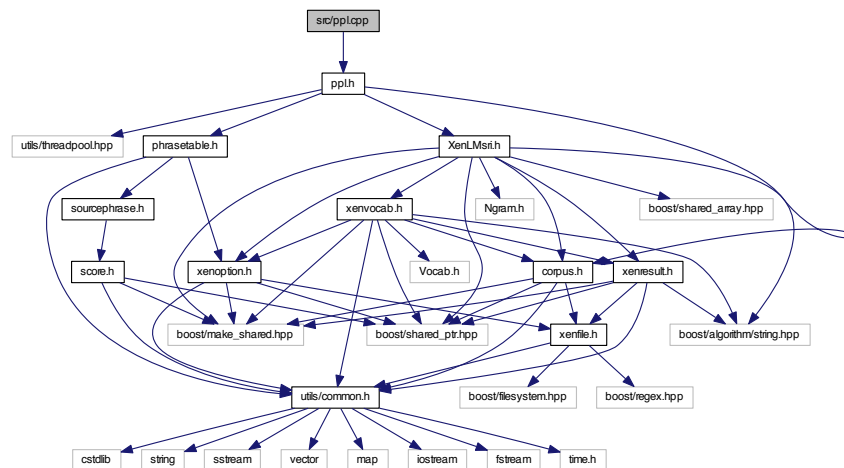 src/ppl.cpp
ppl.h
utils/threadpool.hpp
phrasetable.h
XenLMsri.h
sourcephrase.h
xenvocab.h
Ngram.h
boost/shared_array.hpp
score.h
xenoption.h
Vocab.h
corpus.h
xenresult.h
boost/make_shared.hpp
boost/shared_ptr.hpp
xenfile.h
boost/algorithm/string.hpp
utils/common.h
boost/filesystem.hpp
boost/regex.hpp
cstdlib
string
sstream
vector
map
iostream
fstream
time.h